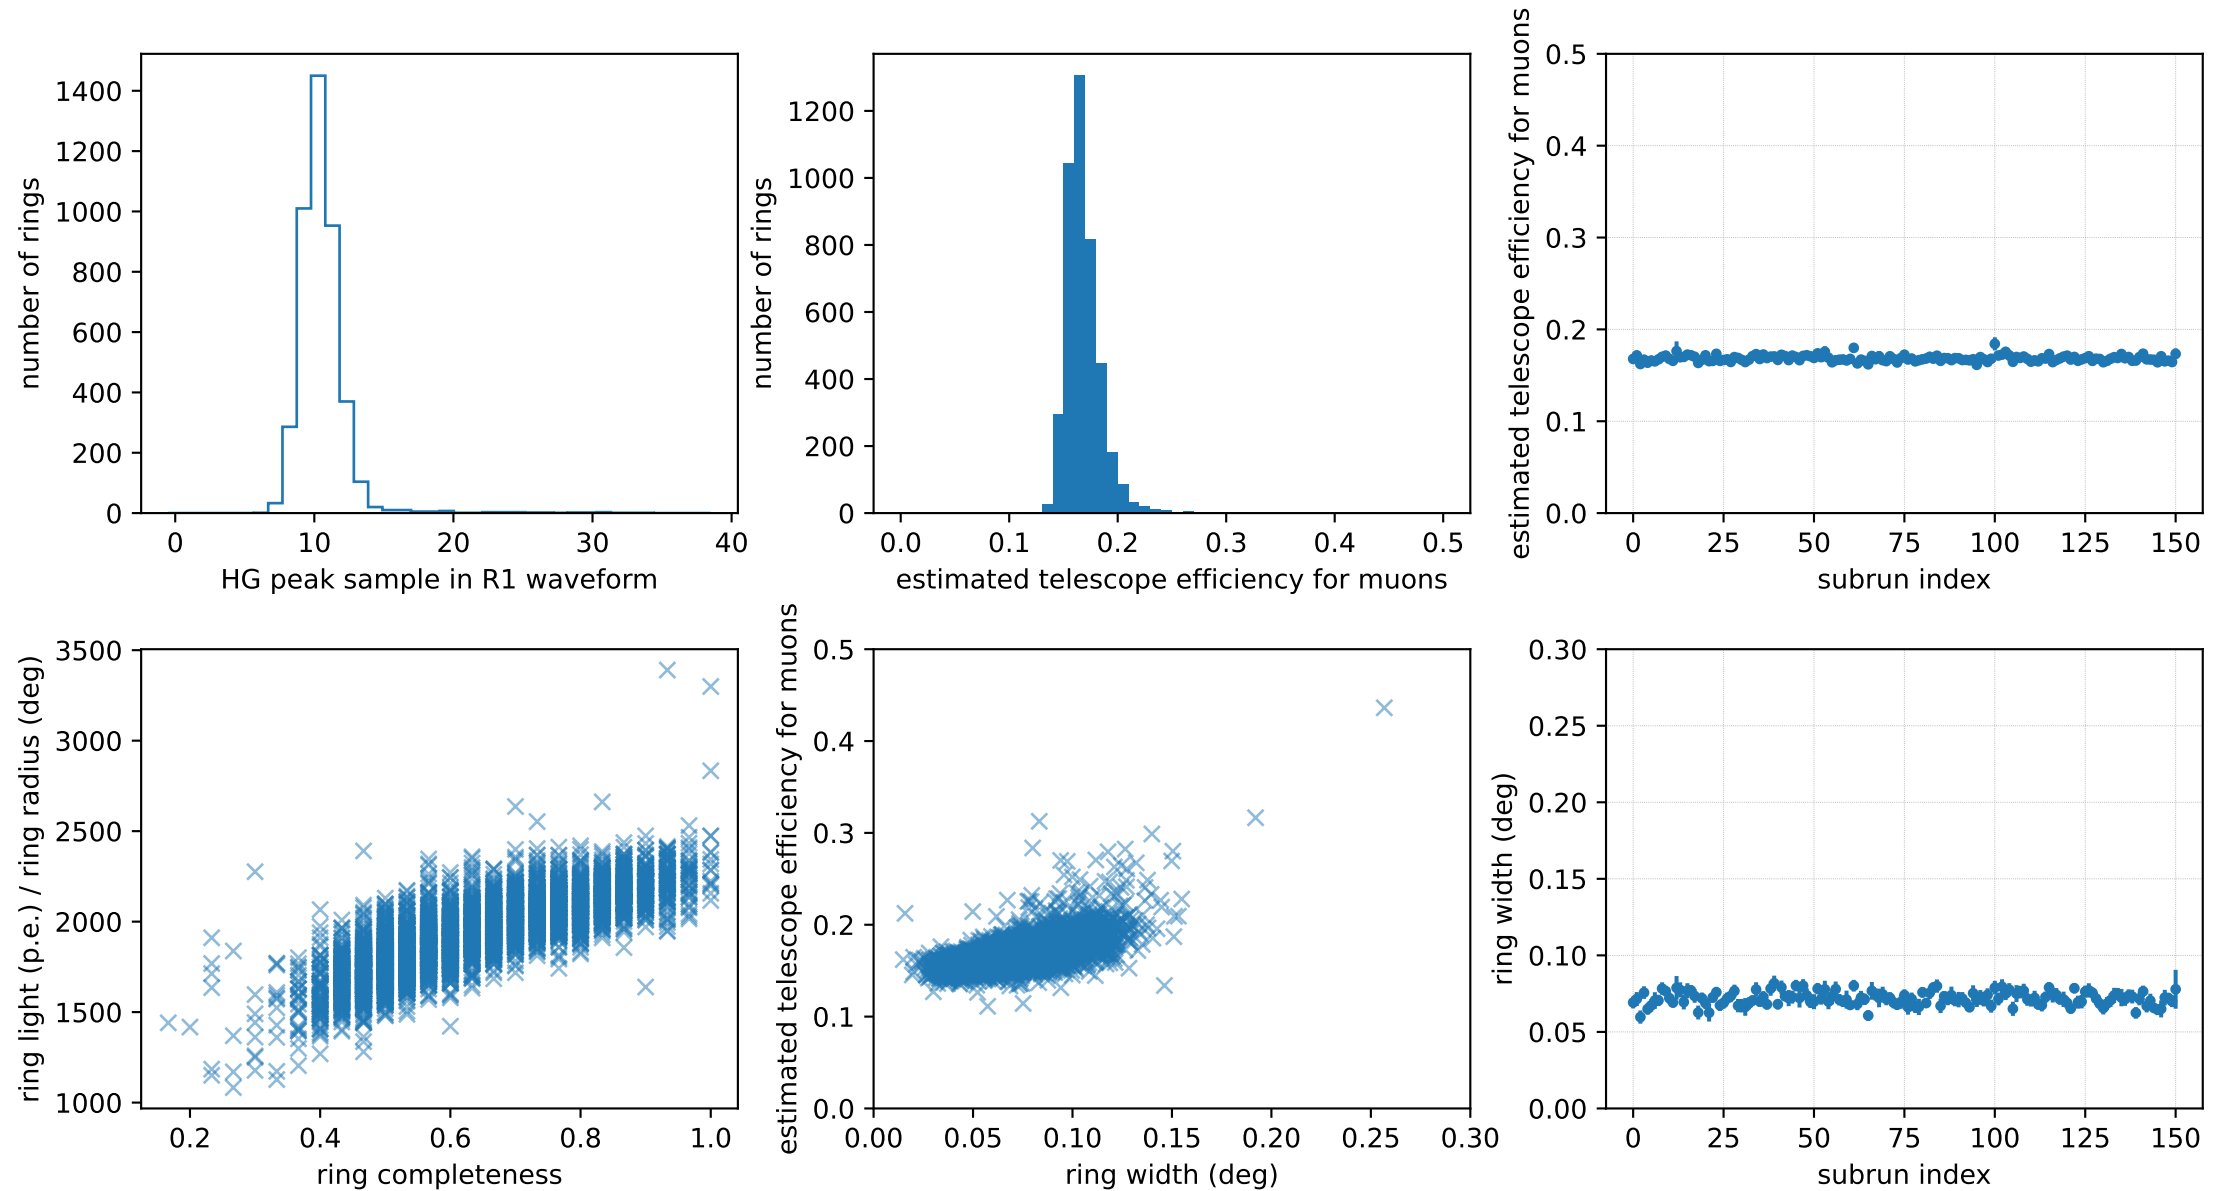 1400
1200
1000
800
600
400
200
0
number of rings
0 10 20 30 40
HG peak sample in R1 waveform
1200
1000
800
600
400
200
0
number of rings
0.0 0.1 0.2 0.3 0.4 0.5
estimated telescope efficiency for muons
0.5
0.4
0.3
0.2
0.1
0.0
estimated telescope efficiency for muons
0 25 50 75 100 125 150
subrun index
3500
3000
2500
2000
1500
1000
ring light (p.e.) / ring radius (deg)
0.2 0.4 0.6 0.8 1.0
ring completeness
0.5
0.4
0.3
0.2
0.1
0.0
estimated telescope efficiency for muons
0.00 0.05 0.10 0.15 0.20 0.25 0.30
ring width (deg)
0.30
0.25
0.20
0.15
0.10
0.05
0.00
ring width (deg)
0 25 50 75 100 125 150
subrun index